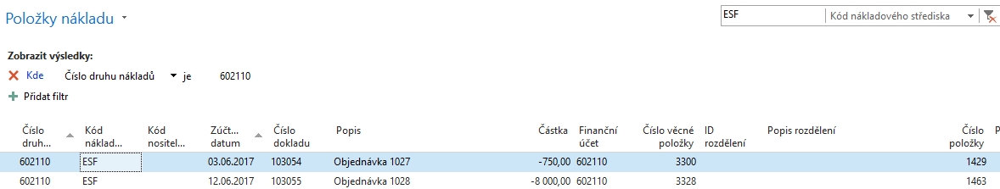 Položky nákladu
ESF Kód nákladového střediska
Zobrazit výsledky:
Kde Číslo druhu nákladů je 602110
Přidat filtr
Číslo druh... Kód náklad... Kód nositel... Zúčt... datum Číslo dokladu Popis Částka Finanční účet Číslo věcné položky ID rozdělení Popis rozdělení Číslo položky P
602110 ESF 03.06.2017 103054 Objednávka 1027 -750,00 602110 3300 1429
602110 ESF 12.06.2017 103055 Objednávka 1028 -8 000,00 602110 3328 1463